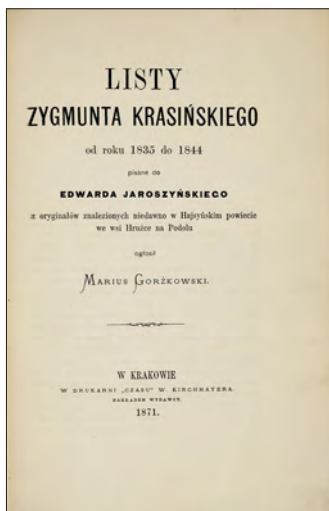 LISTY
ZYGMUNTA KRASIŃSKIEGO
od roku 1835 do 1844
pisane do
EDWARDA JAROSZYŃSKIEGO
z oryginałów znalezionych niedawno w Hajsyńskim powiecie
we wsi Hruźce na Podolu
ogłosił
MARIUS GORŻKOWSKI.
W KRAKOWIE
W DRUKARNI „CZASU” W. KIRCHMAYERA.
NAKŁADEM WYDAWCY.
1871.